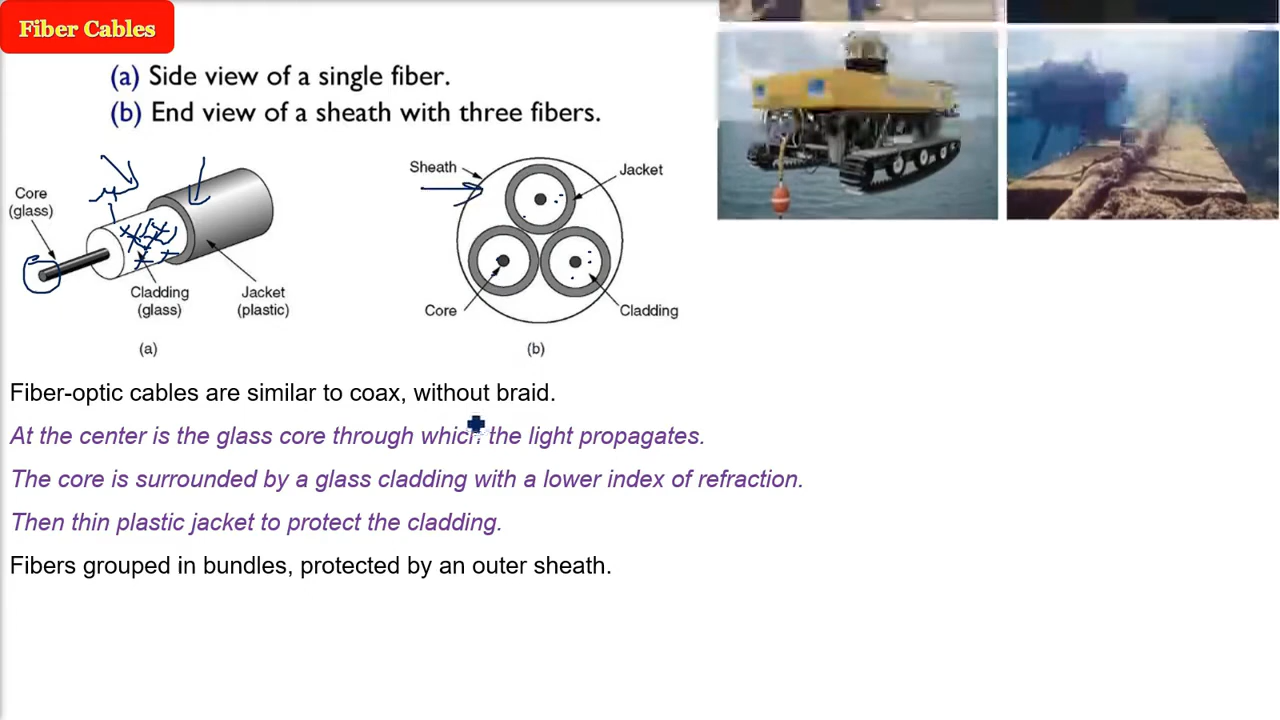 Fiber Cables
(a) Side view of a single fiber.
(b) End view of a sheath with three fibers.
Core
(glass)
Cladding
(glass)
Jacket
(plastic)
(a)
Sheath
Jacket
Core
Cladding
(b)
Fiber-optic cables are similar to coax, without braid.
At the center is the glass core through which the light propagates.
The core is surrounded by a glass cladding with a lower index of refraction.
Then thin plastic jacket to protect the cladding.
Fibers grouped in bundles, protected by an outer sheath.